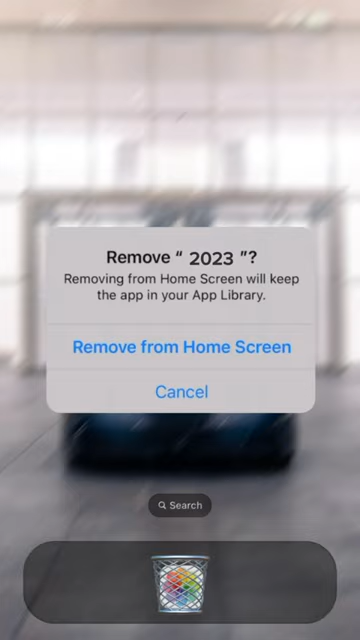 Remove “ 2023 ”?
Removing from Home Screen will keep
the app in your App Library.
Remove from Home Screen
Cancel
Search